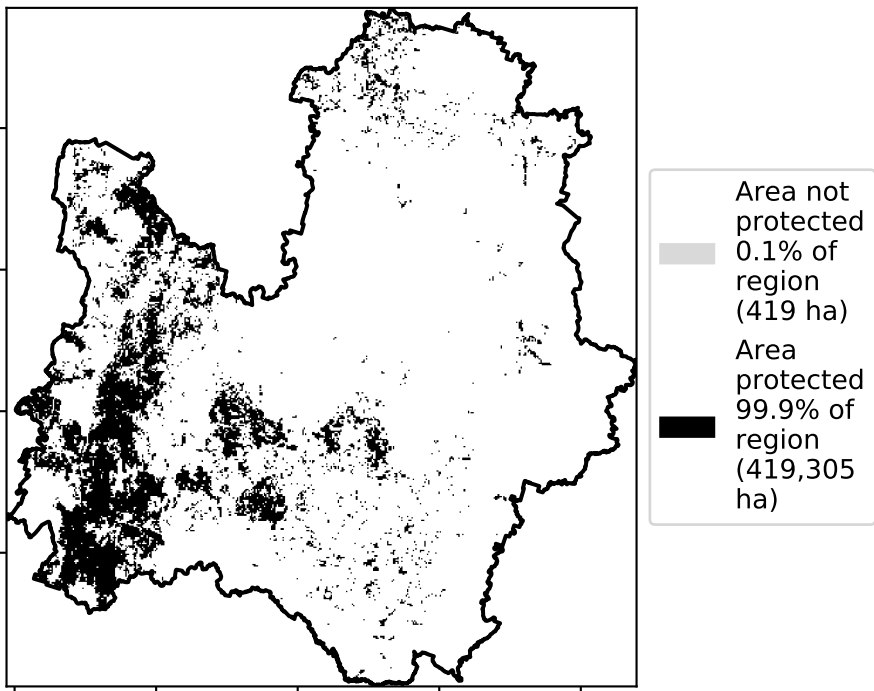 Area not
protected
0.1% of
region
(419 ha)
Area
protected
99.9% of
region
(419,305
ha)